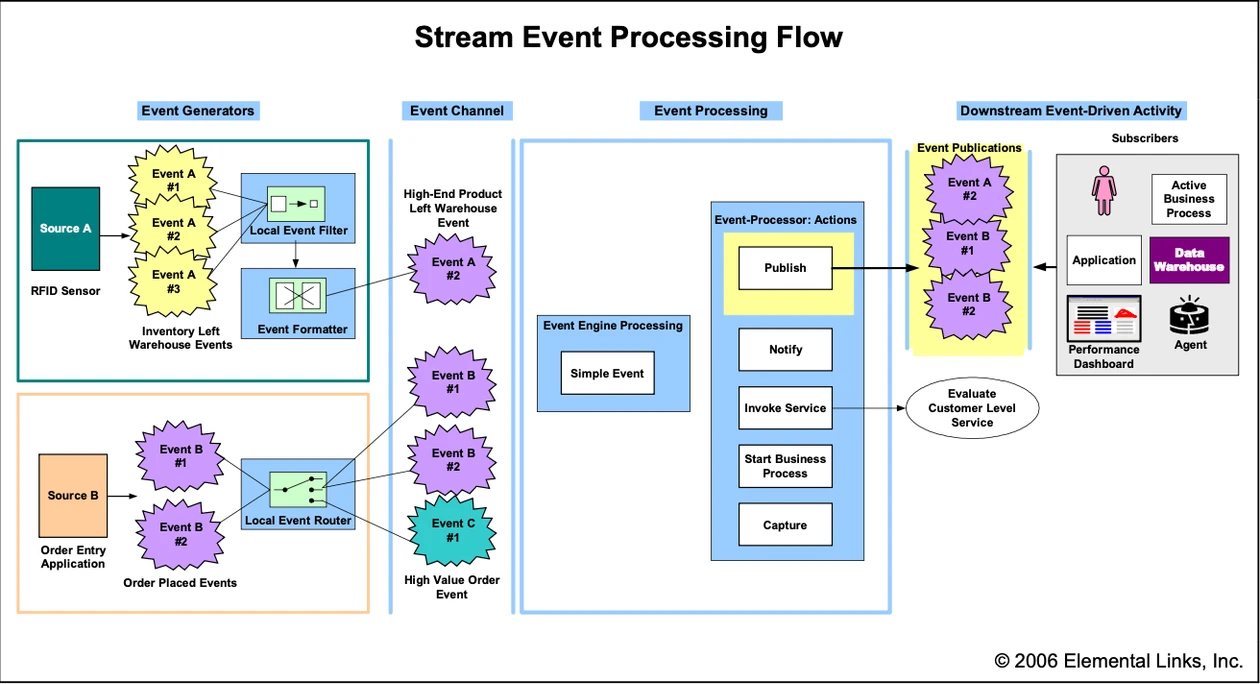 Stream Event Processing Flow
Event Generators
Event Channel
Event Processing
Downstream Event-Driven Activity
Source A
RFID Sensor
Event A
#1
Event A
#2
Event A
#3
Inventory Left
Warehouse Events
Local Event Filter
Event Formatter
Source B
Order Entry
Application
Event B
#1
Event B
#2
Order Placed Events
Local Event Router
High-End Product
Left Warehouse
Event
Event A
#2
Event B
#1
Event B
#2
Event C
#1
High Value Order
Event
Event Engine Processing
Simple Event
Event-Processor: Actions
Publish
Notify
Invoke Service
Start Business
Process
Capture
Event Publications
Event A
#2
Event B
#1
Event B
#2
Evaluate
Customer Level
Service
Subscribers
Active
Business
Process
Application
Data
Warehouse
Performance
Dashboard
Agent
© 2006 Elemental Links, Inc.